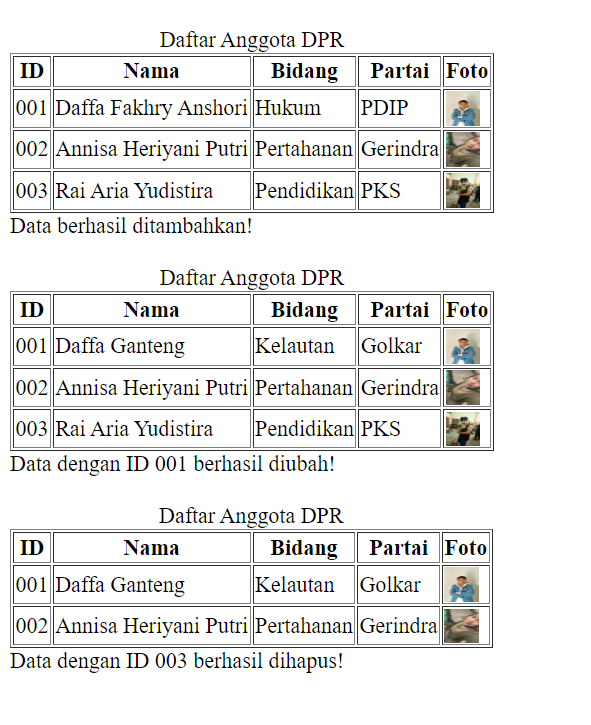 Daftar Anggota DPR
ID Nama Bidang Partai Foto
001 Daffa Fakhry Anshori Hukum PDIP
002 Annisa Heriyani Putri Pertahanan Gerindra
003 Rai Aria Yudistira Pendidikan PKS
Data berhasil ditambahkan!
Daftar Anggota DPR
ID Nama Bidang Partai Foto
001 Daffa Ganteng Kelautan Golkar
002 Annisa Heriyani Putri Pertahanan Gerindra
003 Rai Aria Yudistira Pendidikan PKS
Data dengan ID 001 berhasil diubah!
Daftar Anggota DPR
ID Nama Bidang Partai Foto
001 Daffa Ganteng Kelautan Golkar
002 Annisa Heriyani Putri Pertahanan Gerindra
Data dengan ID 003 berhasil dihapus!